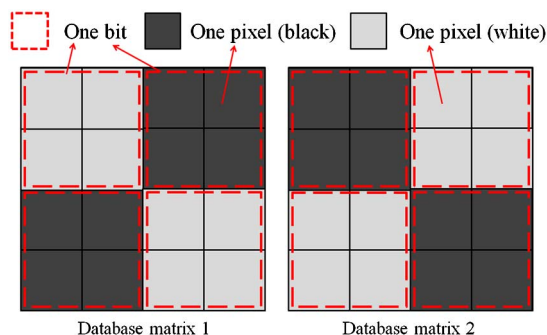 One bit One pixel (black) One pixel (white)
Database matrix 1 Database matrix 2